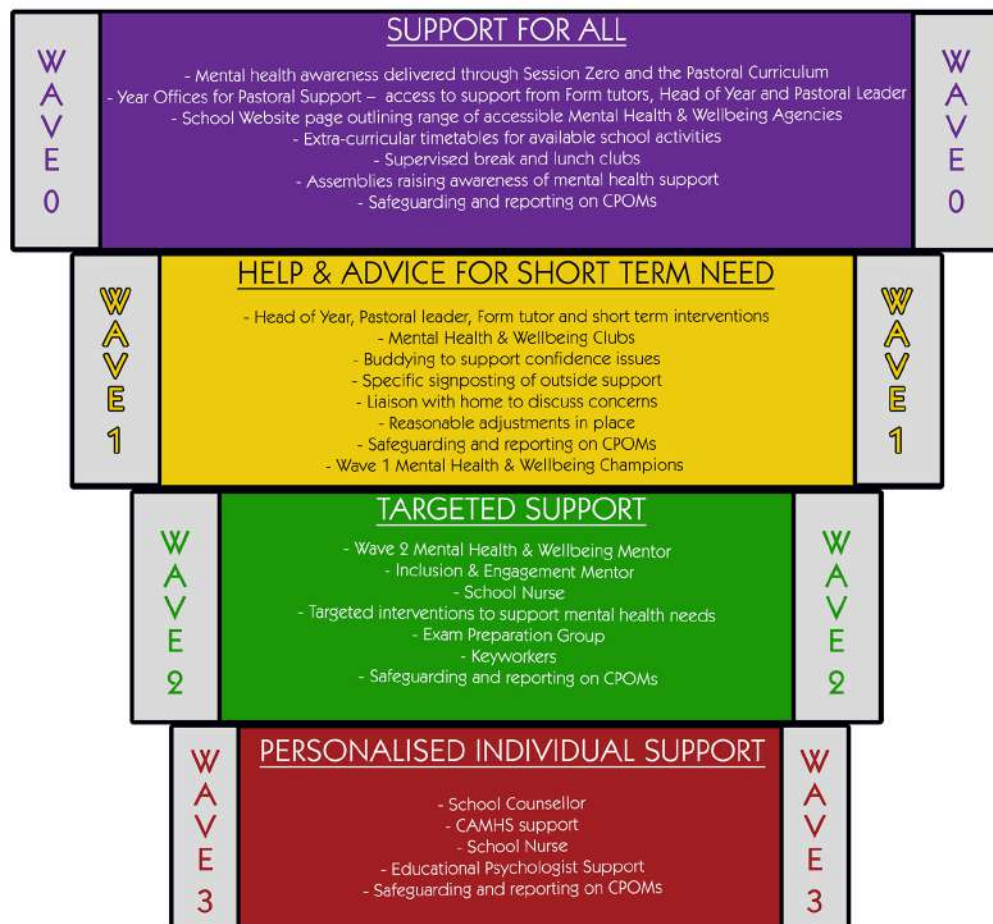 WAVE 0
SUPPORT FOR ALL
- Mental health awareness delivered through Session Zero and the Pastoral Curriculum
- Year Offices for Pastoral Support – access to support from Form tutors, Head of Year and Pastoral Leader
- School Website page outlining range of accessible Mental Health & Wellbeing Agencies
- Extra-curricular timetables for available school activities
- Supervised break and lunch clubs
- Assemblies raising awareness of mental health support
- Safeguarding and reporting on CPOMs
WAVE 0
WAVE 1
HELP & ADVICE FOR SHORT TERM NEED
- Head of Year, Pastoral leader, Form tutor and short term interventions
- Mental Health & Wellbeing Clubs
- Buddying to support confidence issues
- Specific signposting of outside support
- Liaison with home to discuss concerns
- Reasonable adjustments in place
- Safeguarding and reporting on CPOMs
- Wave 1 Mental Health & Wellbeing Champions
WAVE 1
WAVE 2
TARGETED SUPPORT
- Wave 2 Mental Health & Wellbeing Mentor
- Inclusion & Engagement Mentor
- School Nurse
- Targeted interventions to support mental health needs
- Exam Preparation Group
- Keyworkers
- Safeguarding and reporting on CPOMs
WAVE 2
WAVE 3
PERSONALISED INDIVIDUAL SUPPORT
- School Counsellor
- CAMHS support
- School Nurse
- Educational Psychologist Support
- Safeguarding and reporting on CPOMs
WAVE 3